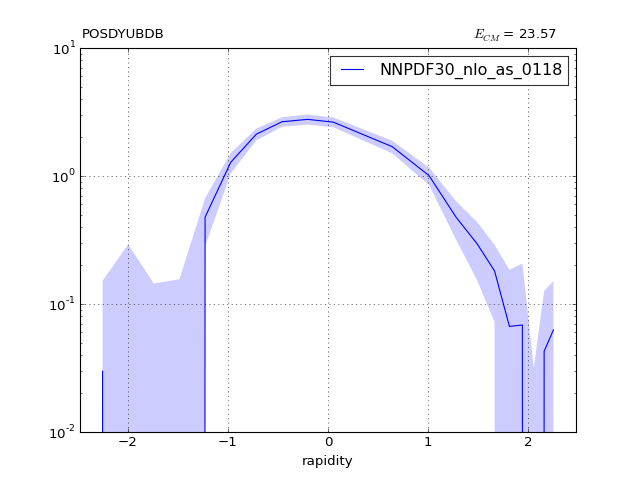 POSDYUBDB
E_CM = 23.57
NNPDF30_nlo_as_0118
10^1
10^0
10^-1
10^-2
−2 −1 0 1 2
rapidity